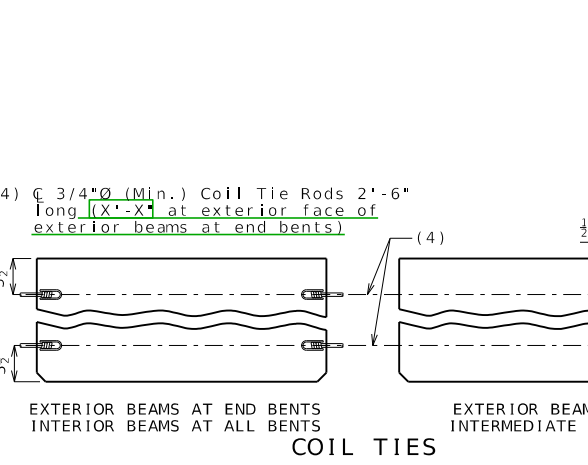 4) ℄ 3/4"Ø (Min.) Coil Tie Rods 2'-6"
long (X'-X" at exterior face of
exterior beams at end bents)
(4)
EXTERIOR BEAMS AT END BENTS
INTERIOR BEAMS AT ALL BENTS
EXTERIOR BEAM
INTERMEDIATE
COIL TIES